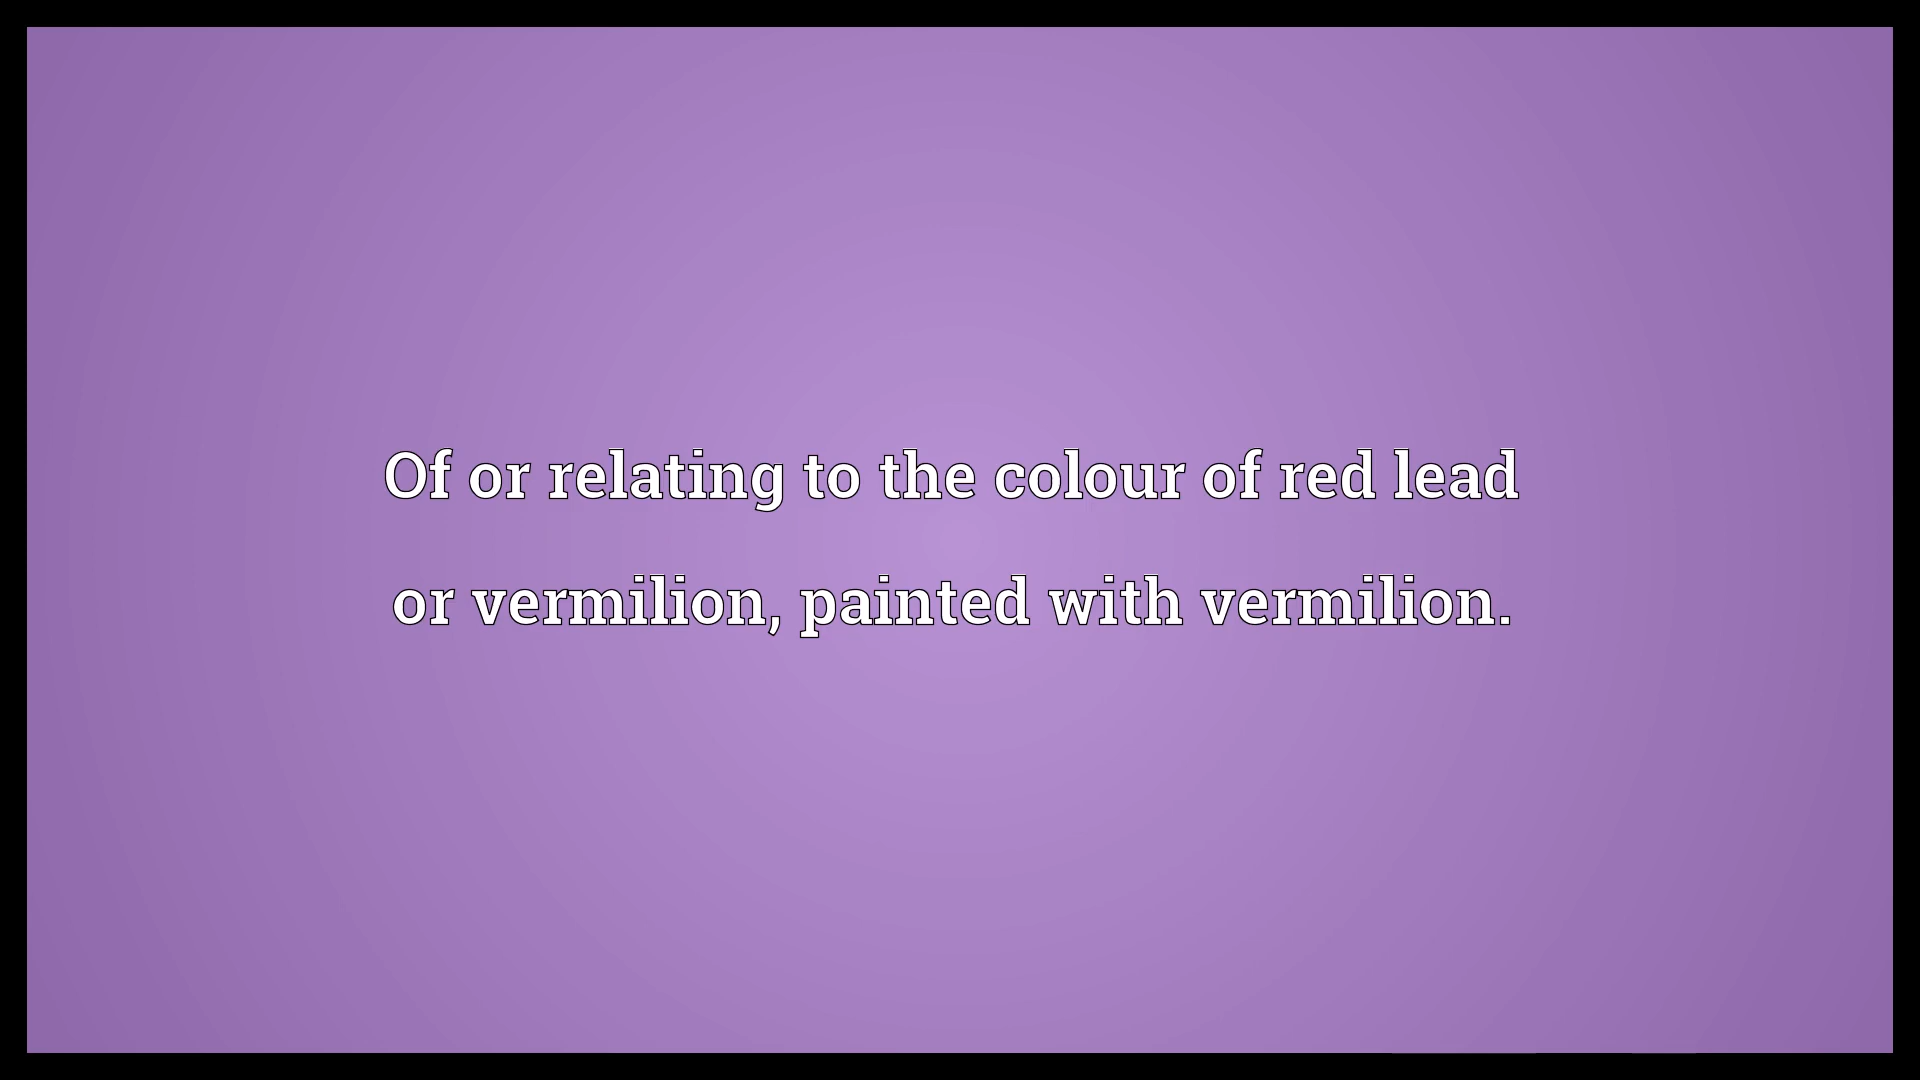 Of or relating to the colour of red lead
or vermilion, painted with vermilion.